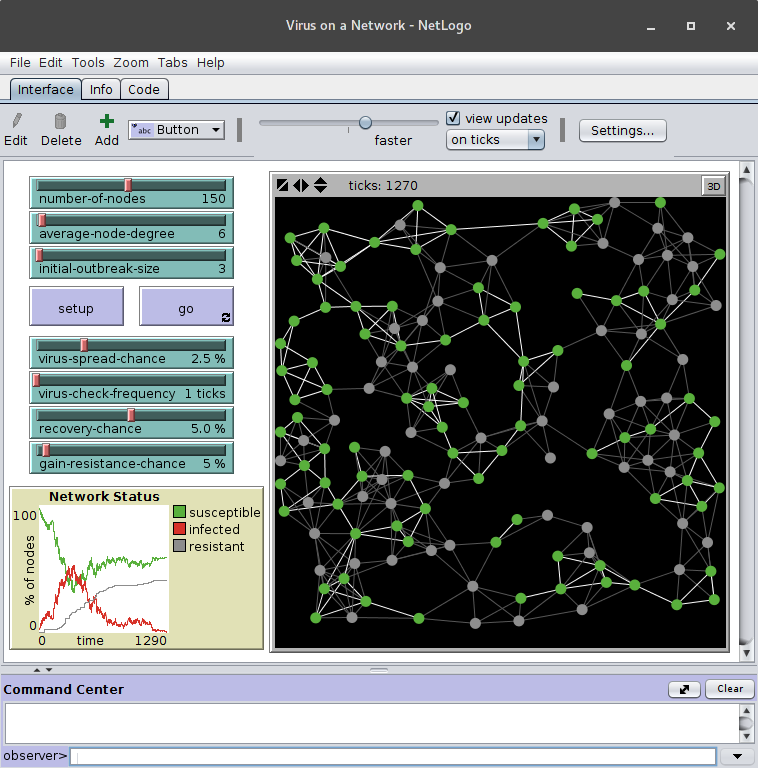 Virus on a Network - NetLogo
File Edit Tools Zoom Tabs Help
Interface Info Code
Edit Delete Add abc Button faster view updates on ticks Settings...
ticks: 1270 3D
number-of-nodes 150
average-node-degree 6
initial-outbreak-size 3
setup go
virus-spread-chance 2.5 %
virus-check-frequency 1 ticks
recovery-chance 5.0 %
gain-resistance-chance 5 %
Network Status
100
% of nodes
0
0 time 1290
susceptible
infected
resistant
Command Center Clear
observer>